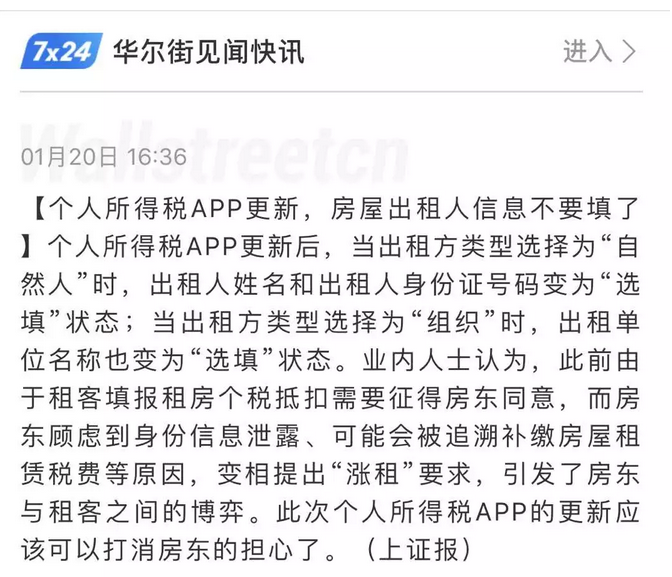 7x24 华尔街见闻快讯 进入
Wallstreetcn
01月20日 16:36
【个人所得税APP更新，房屋出租人信息不要填了
】个人所得税APP更新后，当出租方类型选择为“自
然人”时，出租人姓名和出租人身份证号码变为“选
填”状态；当出租方类型选择为“组织”时，出租单
位名称也变为“选填”状态。业内人士认为，此前由
于租客填报租房个税抵扣需要征得房东同意，而房
东顾虑到身份信息泄露、可能会被追溯补缴房屋租
赁税费等原因，变相提出“涨租”要求，引发了房东
与租客之间的博弈。此次个人所得税APP的更新应
该可以打消房东的担心了。（上证报）